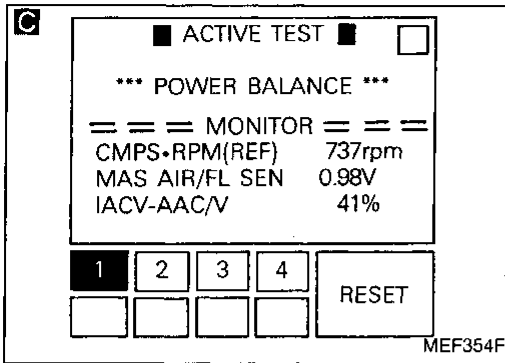 C
■ ACTIVE TEST ■
*** POWER BALANCE ***
= = = MONITOR = = =
CMPS•RPM(REF) 737rpm
MAS AIR/FL SEN 0.98V
IACV-AAC/V 41%
1 2 3 4 RESET
MEF354F